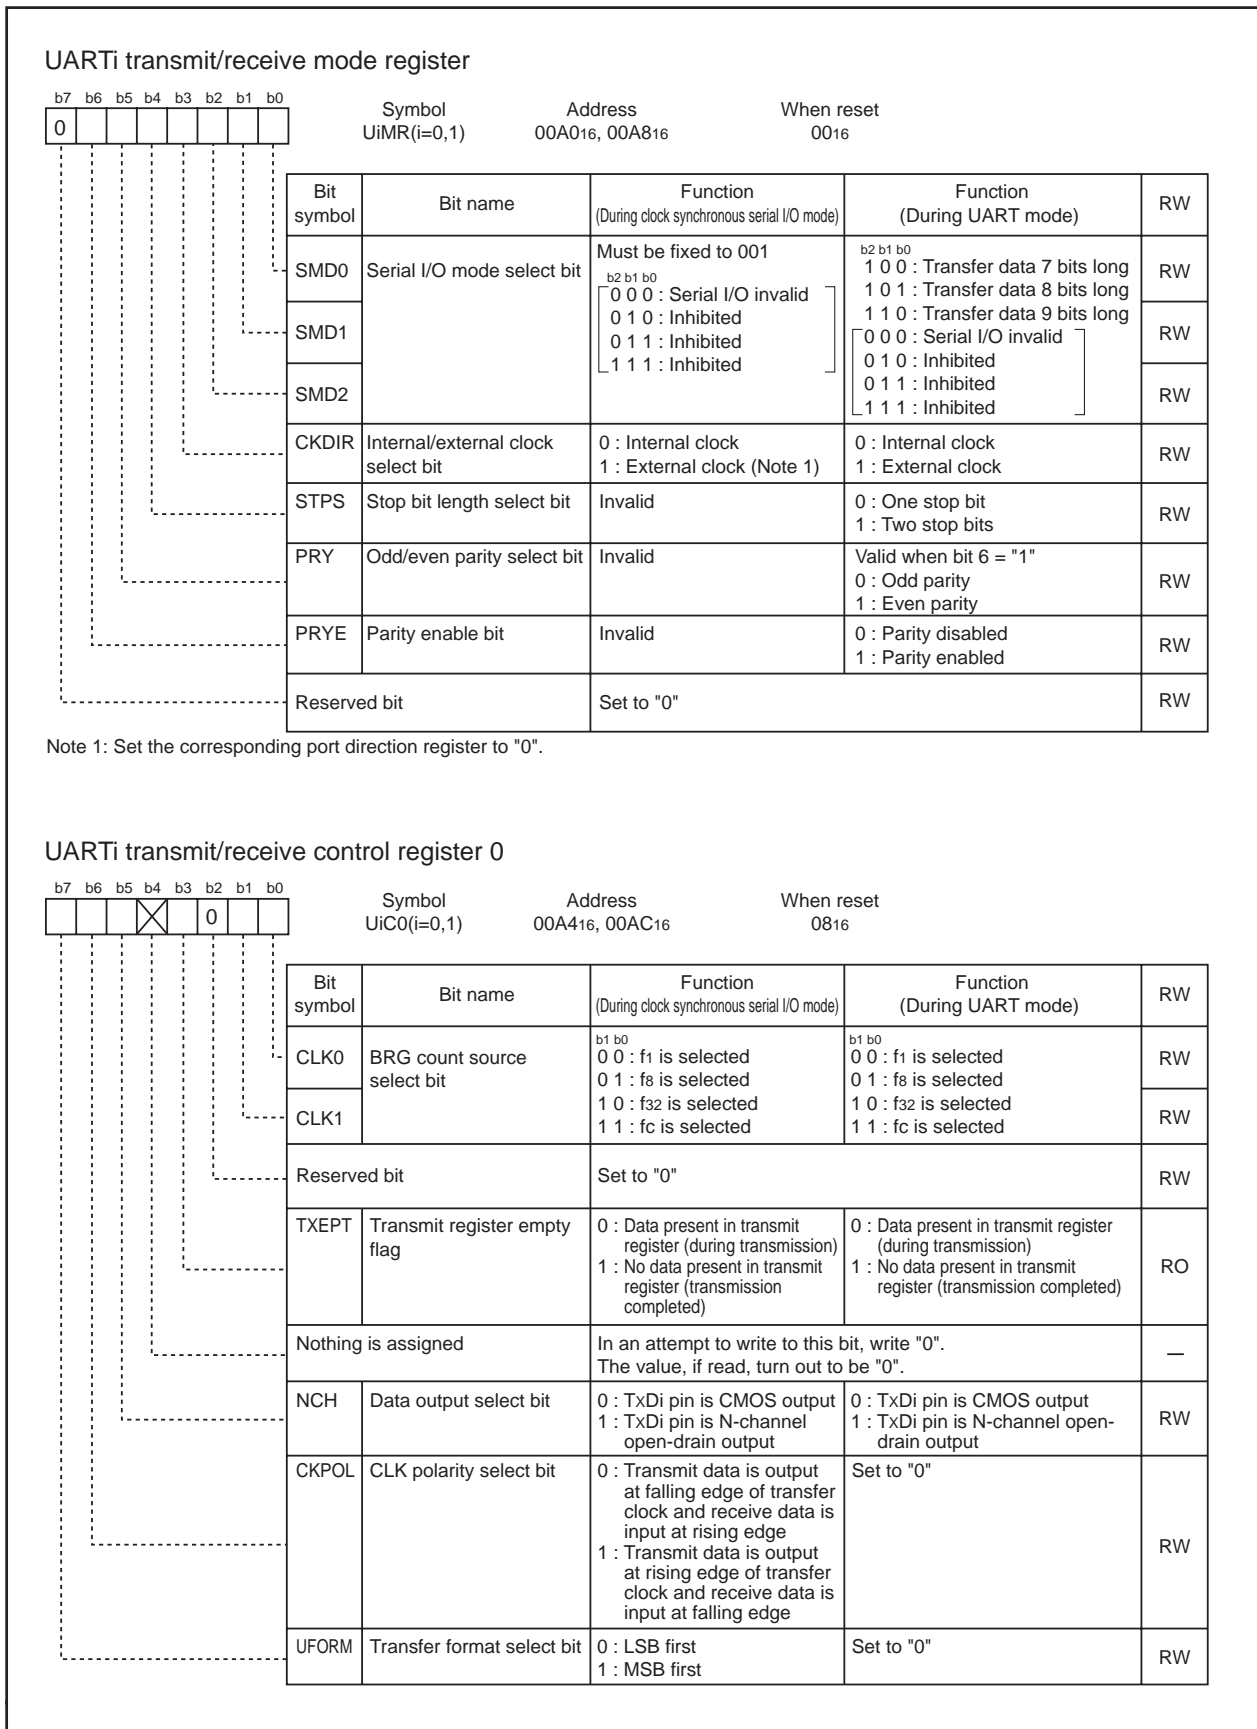 UARTi transmit/receive mode register
b7 b6 b5 b4 b3 b2 b1 b0
Symbol Address When reset
0 UiMR(i=0,1) 00A016, 00A816 0016
Bit symbol Bit name Function (During clock synchronous serial I/O mode) Function (During UART mode) RW
SMD0 Serial I/O mode select bit RW
SMD1 RW
SMD2 RW
Must be fixed to 001
b2 b1 b0
0 0 0 : Serial I/O invalid
0 1 0 : Inhibited
0 1 1 : Inhibited
1 1 1 : Inhibited
b2 b1 b0
1 0 0 : Transfer data 7 bits long
1 0 1 : Transfer data 8 bits long
1 1 0 : Transfer data 9 bits long
0 0 0 : Serial I/O invalid
0 1 0 : Inhibited
0 1 1 : Inhibited
1 1 1 : Inhibited
CKDIR Internal/external clock select bit
0 : Internal clock
1 : External clock (Note 1)
0 : Internal clock
1 : External clock
RW
STPS Stop bit length select bit Invalid
0 : One stop bit
1 : Two stop bits
RW
PRY Odd/even parity select bit Invalid
Valid when bit 6 = "1"
0 : Odd parity
1 : Even parity
RW
PRYE Parity enable bit Invalid
0 : Parity disabled
1 : Parity enabled
RW
Reserved bit Set to "0" RW
Note 1: Set the corresponding port direction register to "0".
UARTi transmit/receive control register 0
b7 b6 b5 b4 b3 b2 b1 b0
Symbol Address When reset
0 UiC0(i=0,1) 00A416, 00AC16 0816
Bit symbol Bit name Function (During clock synchronous serial I/O mode) Function (During UART mode) RW
CLK0 BRG count source select bit RW
CLK1 RW
b1 b0
0 0 : f1 is selected
0 1 : f8 is selected
1 0 : f32 is selected
1 1 : fc is selected
b1 b0
0 0 : f1 is selected
0 1 : f8 is selected
1 0 : f32 is selected
1 1 : fc is selected
Reserved bit Set to "0" RW
TXEPT Transmit register empty flag
0 : Data present in transmit
register (during transmission)
1 : No data present in transmit
register (transmission
completed)
0 : Data present in transmit register
(during transmission)
1 : No data present in transmit
register (transmission completed)
RO
Nothing is assigned
In an attempt to write to this bit, write "0".
The value, if read, turn out to be "0".
—
NCH Data output select bit
0 : TXDi pin is CMOS output
1 : TXDi pin is N-channel
open-drain output
0 : TXDi pin is CMOS output
1 : TXDi pin is N-channel open-
drain output
RW
CKPOL CLK polarity select bit
0 : Transmit data is output
at falling edge of transfer
clock and receive data is
input at rising edge
1 : Transmit data is output
at rising edge of transfer
clock and receive data is
input at falling edge
Set to "0"
RW
UFORM Transfer format select bit
0 : LSB first
1 : MSB first
Set to "0"
RW